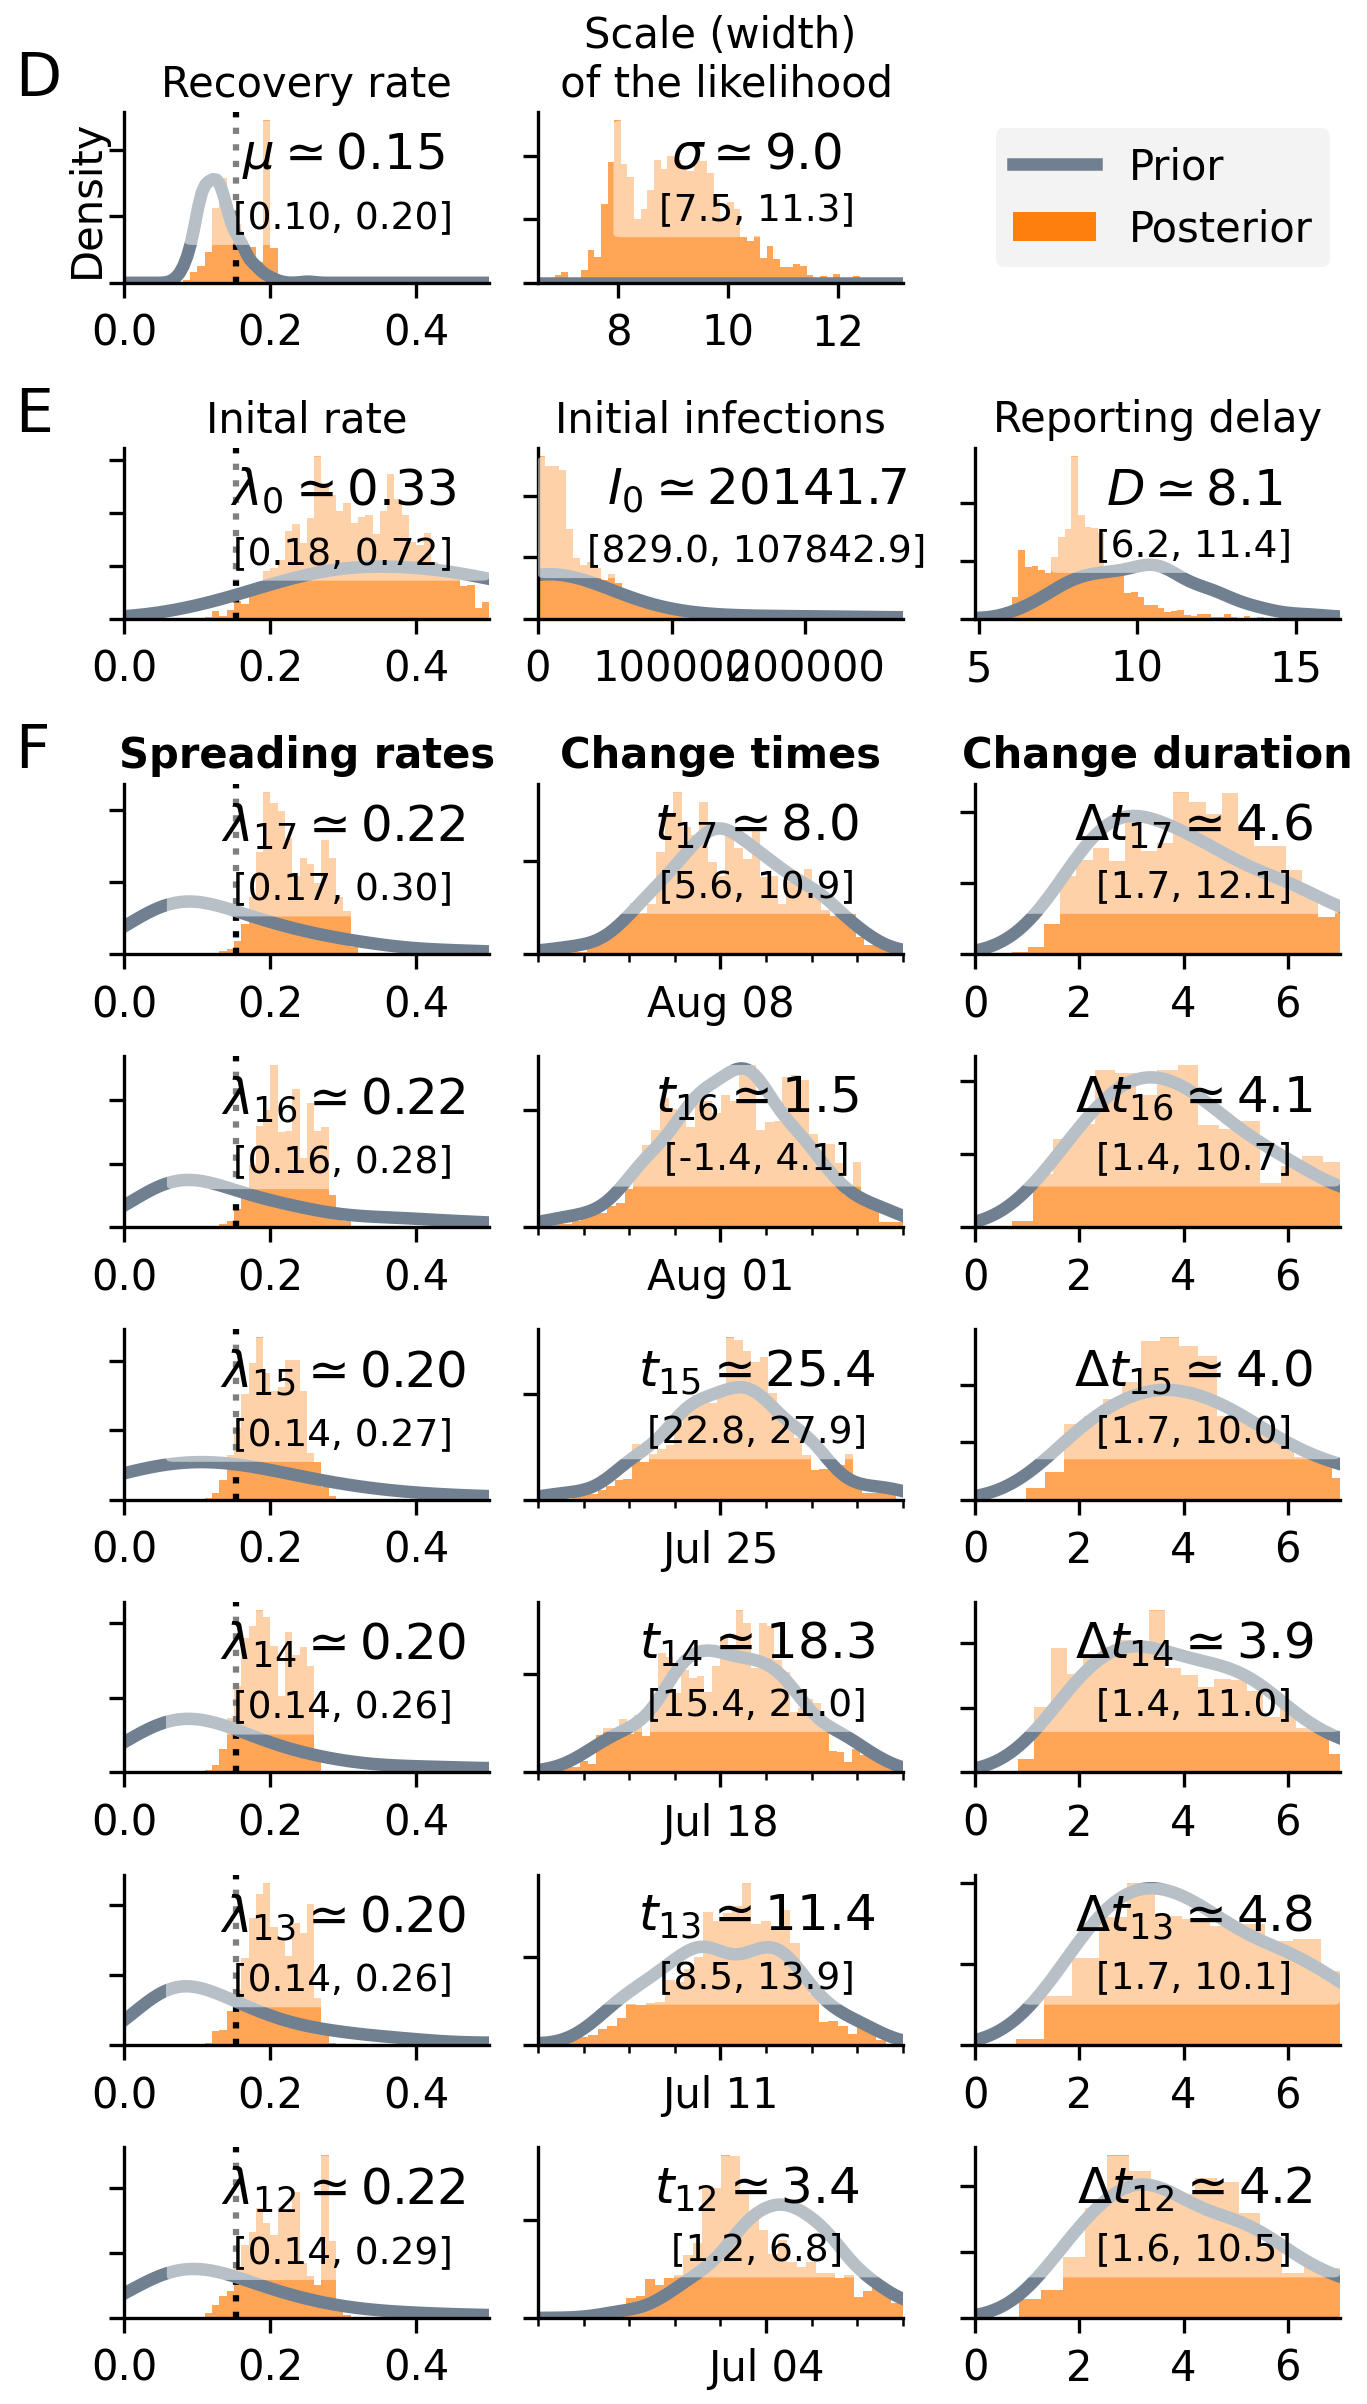 D
Recovery rate
Scale (width)
of the likelihood
Density
μ ≃ 0.15
[0.10, 0.20]
0.0 0.2 0.4
σ ≃ 9.0
[7.5, 11.3]
8 10 12
Prior
Posterior
E
Inital rate
λ0 ≃ 0.33
[0.18, 0.72]
0.0 0.2 0.4
Initial infections
I0 ≃ 20141.7
[829.0, 107842.9]
0 100000 200000
Reporting delay
D ≃ 8.1
[6.2, 11.4]
5 10 15
F
Spreading rates
Change times
Change duration
λ17 ≃ 0.22
[0.17, 0.30]
0.0 0.2 0.4
t17 ≃ 8.0
[5.6, 10.9]
Aug 08
Δt17 ≃ 4.6
[1.7, 12.1]
0 2 4 6
λ16 ≃ 0.22
[0.16, 0.28]
0.0 0.2 0.4
t16 ≃ 1.5
[-1.4, 4.1]
Aug 01
Δt16 ≃ 4.1
[1.4, 10.7]
0 2 4 6
λ15 ≃ 0.20
[0.14, 0.27]
0.0 0.2 0.4
t15 ≃ 25.4
[22.8, 27.9]
Jul 25
Δt15 ≃ 4.0
[1.7, 10.0]
0 2 4 6
λ14 ≃ 0.20
[0.14, 0.26]
0.0 0.2 0.4
t14 ≃ 18.3
[15.4, 21.0]
Jul 18
Δt14 ≃ 3.9
[1.4, 11.0]
0 2 4 6
λ13 ≃ 0.20
[0.14, 0.26]
0.0 0.2 0.4
t13 ≃ 11.4
[8.5, 13.9]
Jul 11
Δt13 ≃ 4.8
[1.7, 10.1]
0 2 4 6
λ12 ≃ 0.22
[0.14, 0.29]
0.0 0.2 0.4
t12 ≃ 3.4
[1.2, 6.8]
Jul 04
Δt12 ≃ 4.2
[1.6, 10.5]
0 2 4 6